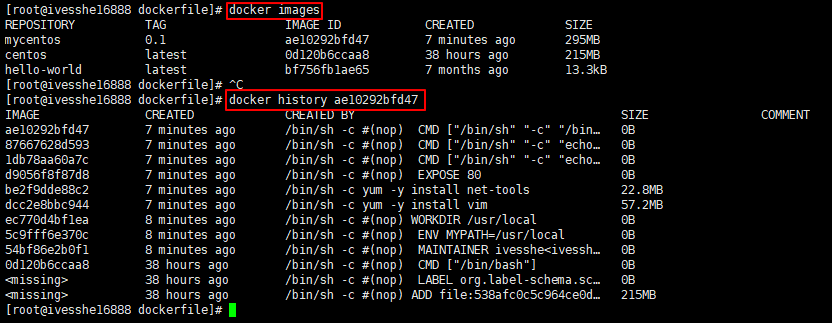 [root@ivesshe16888 dockerfile]# docker images
REPOSITORY TAG IMAGE ID CREATED SIZE
mycentos 0.1 ae10292bfd47 7 minutes ago 295MB
centos latest 0d120b6ccaa8 38 hours ago 215MB
hello-world latest bf756fb1ae65 7 months ago 13.3kB
[root@ivesshe16888 dockerfile]# ^C
[root@ivesshe16888 dockerfile]# docker history ae10292bfd47
IMAGE CREATED CREATED BY SIZE COMMENT
ae10292bfd47 7 minutes ago /bin/sh -c #(nop) CMD ["/bin/sh" "-c" "/bin… 0B
87667628d593 7 minutes ago /bin/sh -c #(nop) CMD ["/bin/sh" "-c" "echo… 0B
1db78aa60a7c 7 minutes ago /bin/sh -c #(nop) CMD ["/bin/sh" "-c" "echo… 0B
d9056f8f87d8 7 minutes ago /bin/sh -c #(nop) EXPOSE 80 0B
be2f9dde88c2 7 minutes ago /bin/sh -c yum -y install net-tools 22.8MB
dcc2e8bbc944 7 minutes ago /bin/sh -c yum -y install vim 57.2MB
ec770d4bf1ea 8 minutes ago /bin/sh -c #(nop) WORKDIR /usr/local 0B
5c9fff6e370c 8 minutes ago /bin/sh -c #(nop) ENV MYPATH=/usr/local 0B
54bf86e2b0f1 8 minutes ago /bin/sh -c #(nop) MAINTAINER ivesshe<ivessh… 0B
0d120b6ccaa8 38 hours ago /bin/sh -c #(nop) CMD ["/bin/bash"] 0B
<missing> 38 hours ago /bin/sh -c #(nop) LABEL org.label-schema.sc… 0B
<missing> 38 hours ago /bin/sh -c #(nop) ADD file:538afc0c5c964ce0d… 215MB
[root@ivesshe16888 dockerfile]#